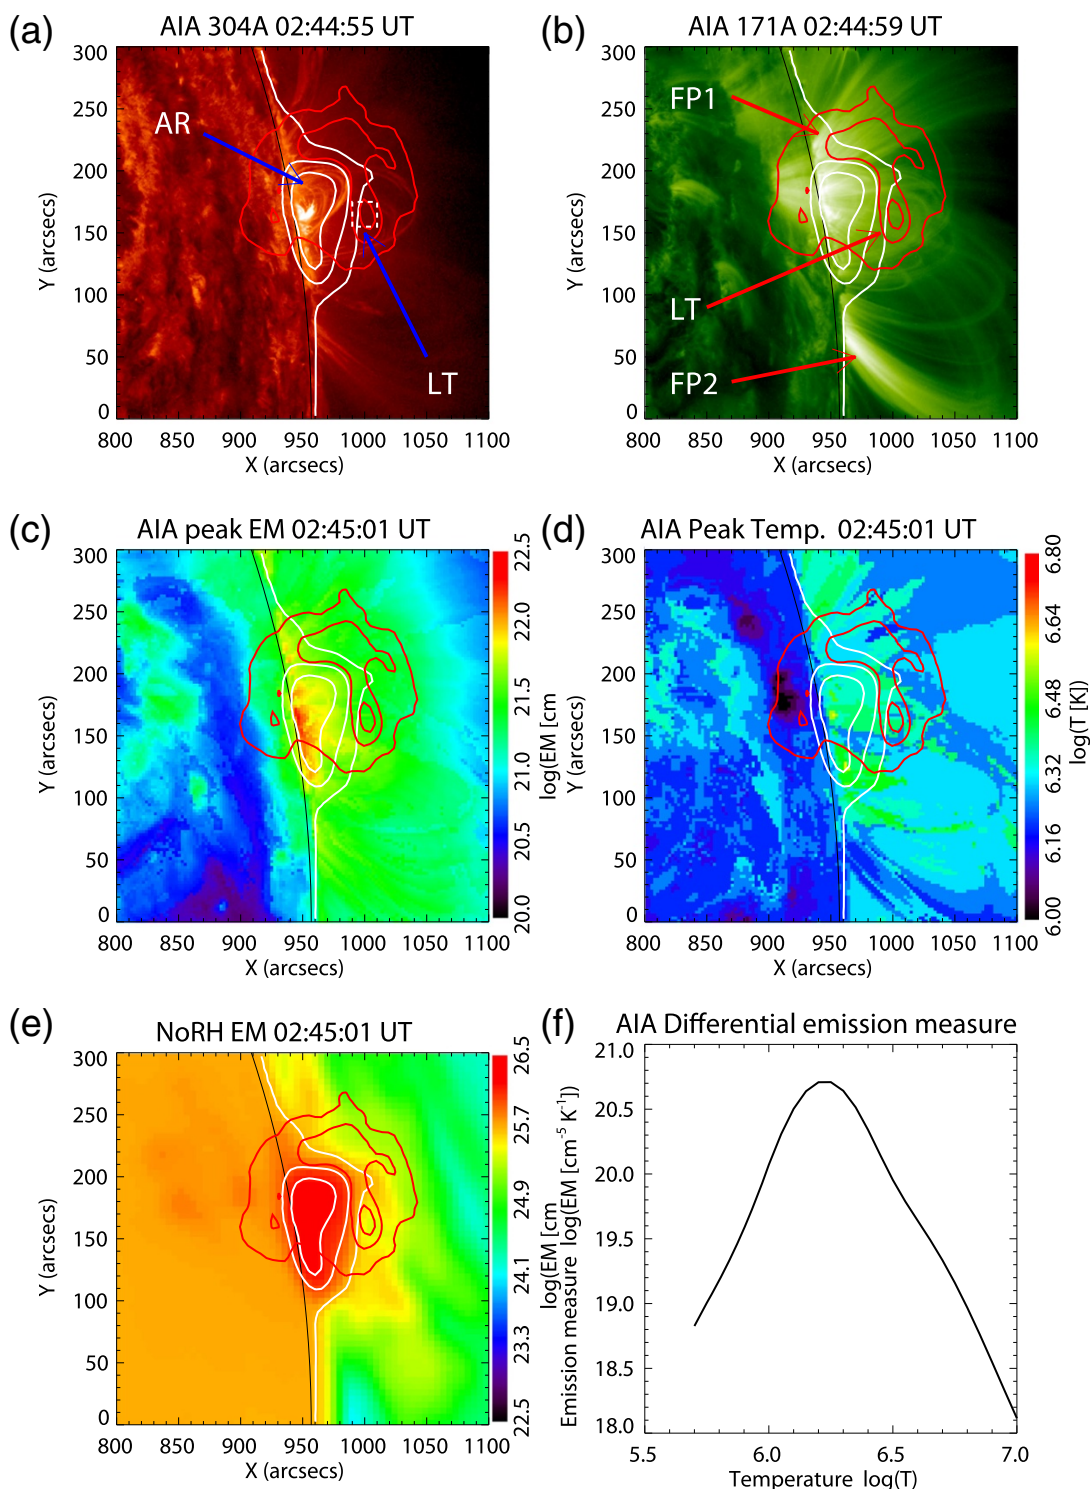 (a)
AIA 304A 02:44:55 UT
300
250
200
150
100
50
0
Y (arcsecs)
AR
LT
800 850 900 950 1000 1050 1100
X (arcsecs)
(b)
AIA 171A 02:44:59 UT
300
250
200
150
100
50
0
Y (arcsecs)
FP1
LT
FP2
800 850 900 950 1000 1050 1100
X (arcsecs)
(c)
AIA peak EM 02:45:01 UT
300
250
200
150
100
50
0
Y (arcsecs)
800 850 900 950 1000 1050 1100
X (arcsecs)
22.5
22.0
21.5
21.0
20.5
20.0
log(EM [cm
(d)
AIA Peak Temp. 02:45:01 UT
300
250
200
150
100
50
0
Y (arcsecs)
800 850 900 950 1000 1050 1100
X (arcsecs)
6.80
6.64
6.48
6.32
6.16
6.00
log(T [K])
(e)
NoRH EM 02:45:01 UT
300
250
200
150
100
50
0
Y (arcsecs)
800 850 900 950 1000 1050 1100
X (arcsecs)
26.5
25.7
24.9
24.1
23.3
22.5
log(EM [cm
(f)
AIA Differential emission measure
21.0
20.5
20.0
19.5
19.0
18.5
18.0
Emission measure log(EM [cm⁻⁵ K⁻¹])
5.5 6.0 6.5 7.0
Temperature log(T)